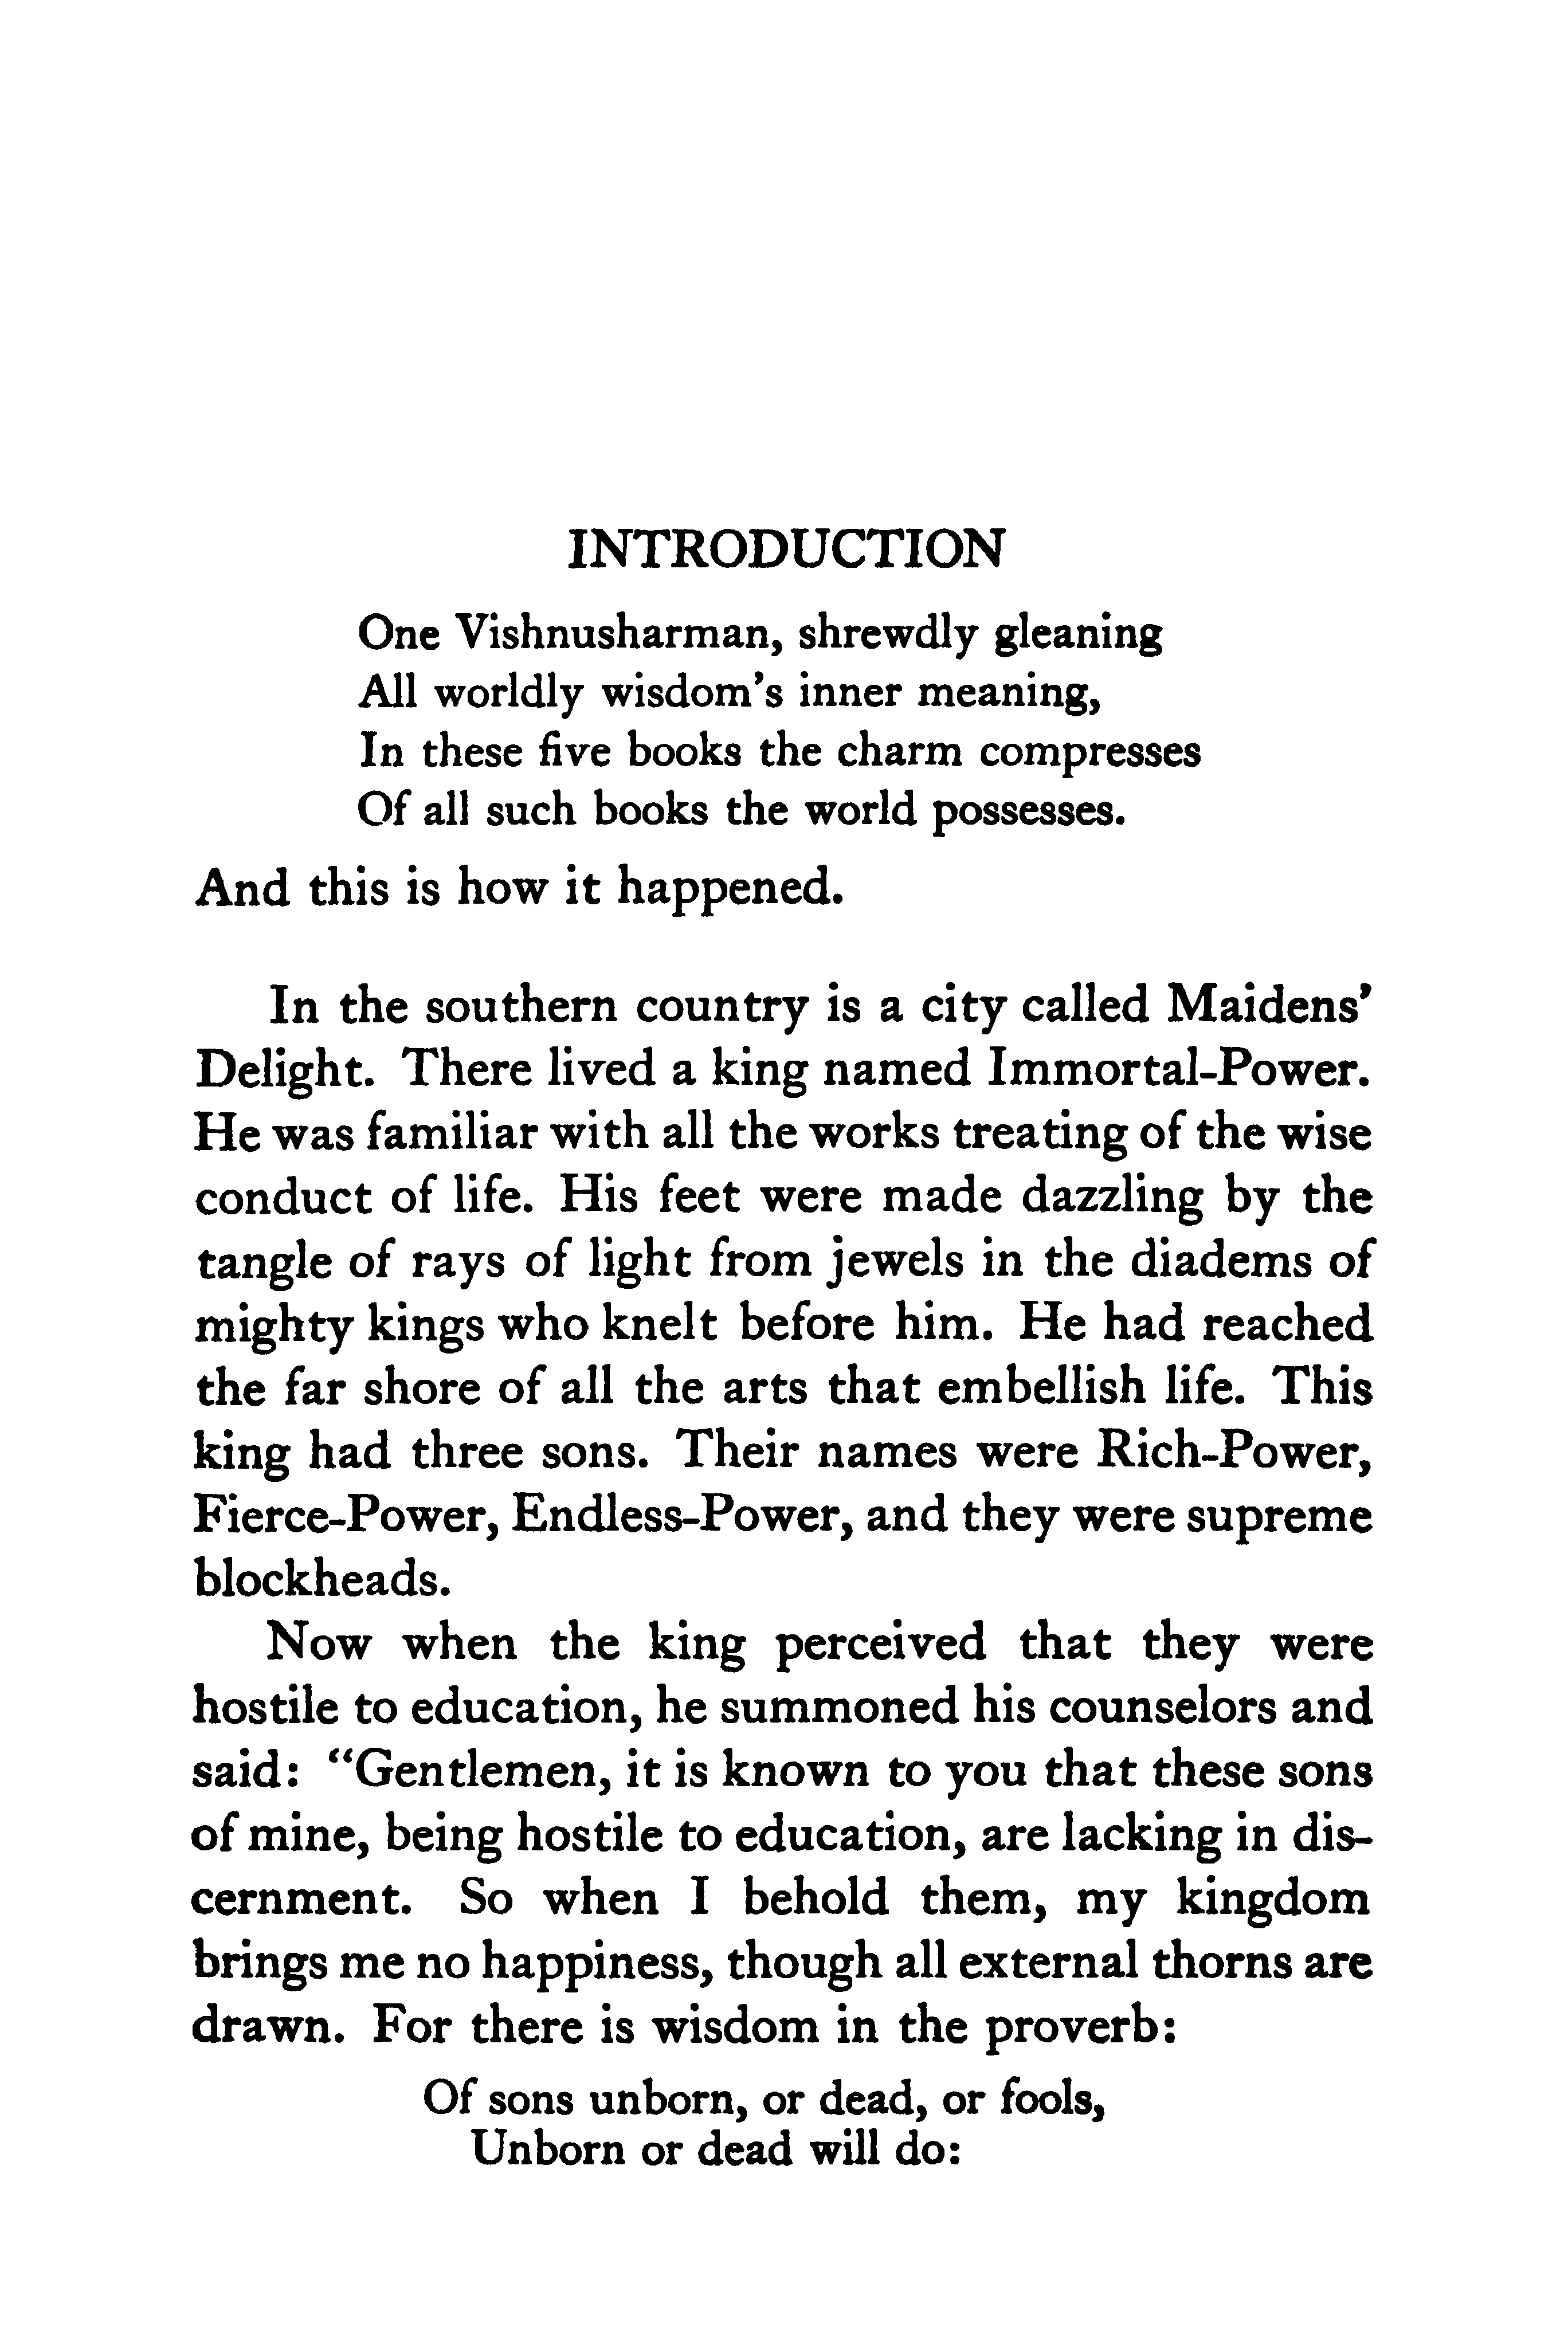 INTRODUCTION
One Vishnusharman, shrewdly gleaning
All worldly wisdom's inner meaning,
In these five books the charm compresses
Of all such books the world possesses.
And this is how it happened.
In the southern country is a city called Maidens'
Delight. There lived a king named Immortal-Power.
He was familiar with all the works treating of the wise
conduct of life. His feet were made dazzling by the
tangle of rays of light from jewels in the diadems of
mighty kings who knelt before him. He had reached
the far shore of all the arts that embellish life. This
king had three sons. Their names were Rich-Power,
Fierce-Power, Endless-Power, and they were supreme
blockheads.
Now when the king perceived that they were
hostile to education, he summoned his counselors and
said: “Gentlemen, it is known to you that these sons
of mine, being hostile to education, are lacking in dis-
cernment. So when I behold them, my kingdom
brings me no happiness, though all external thorns are
drawn. For there is wisdom in the proverb:
Of sons unborn, or dead, or fools,
Unborn or dead will do: